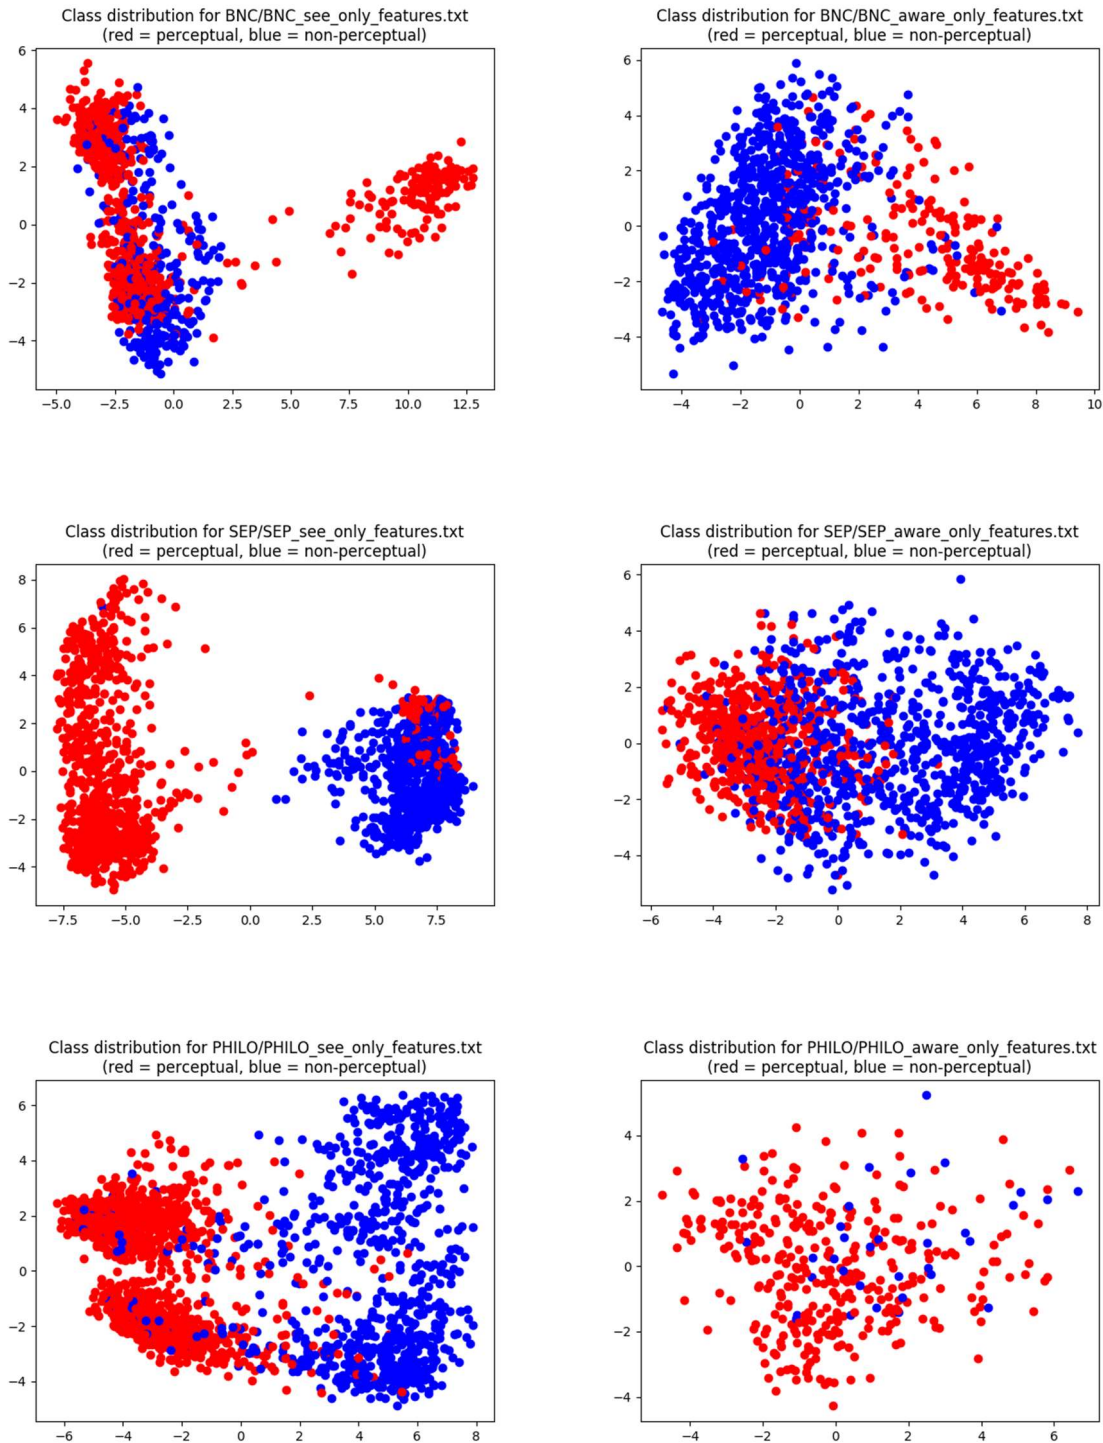 Class distribution for BNC/BNC_see_only_features.txt
(red = perceptual, blue = non-perceptual)
6
4
2
0
−2
−4
−5.0 −2.5 0.0 2.5 5.0 7.5 10.0 12.5
Class distribution for BNC/BNC_aware_only_features.txt
(red = perceptual, blue = non-perceptual)
6
4
2
0
−2
−4
−4 −2 0 2 4 6 8 10
Class distribution for SEP/SEP_see_only_features.txt
(red = perceptual, blue = non-perceptual)
8
6
4
2
0
−2
−4
−7.5 −5.0 −2.5 0.0 2.5 5.0 7.5
Class distribution for SEP/SEP_aware_only_features.txt
(red = perceptual, blue = non-perceptual)
6
4
2
0
−2
−4
−6 −4 −2 0 2 4 6 8
Class distribution for PHILO/PHILO_see_only_features.txt
(red = perceptual, blue = non-perceptual)
6
4
2
0
−2
−4
−6 −4 −2 0 2 4 6 8
Class distribution for PHILO/PHILO_aware_only_features.txt
(red = perceptual, blue = non-perceptual)
4
2
0
−2
−4
−4 −2 0 2 4 6